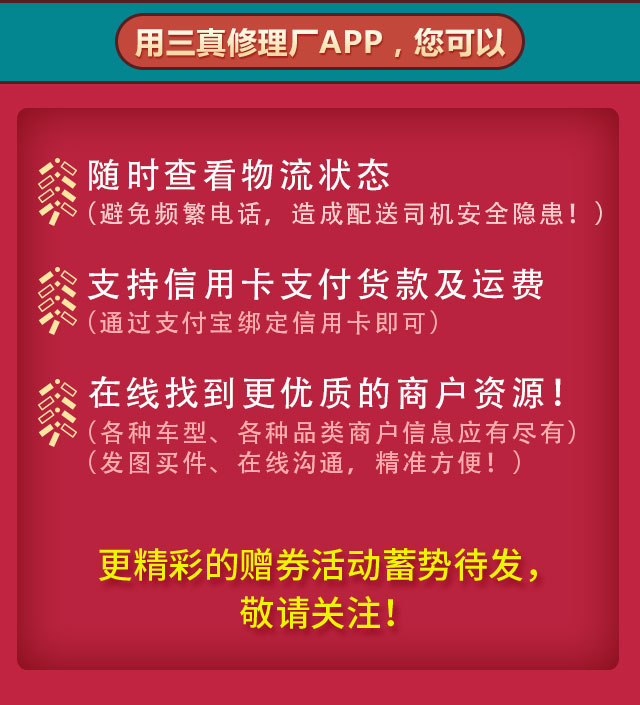 用三真修理厂APP，您可以
随时查看物流状态
（避免频繁电话，造成配送司机安全隐患！）
支持信用卡支付货款及运费
（通过支付宝绑定信用卡即可）
在线找到更优质的商户资源！
（各种车型、各种品类商户信息应有尽有）
（发图买件、在线沟通，精准方便！）
更精彩的赠券活动蓄势待发，
敬请关注！